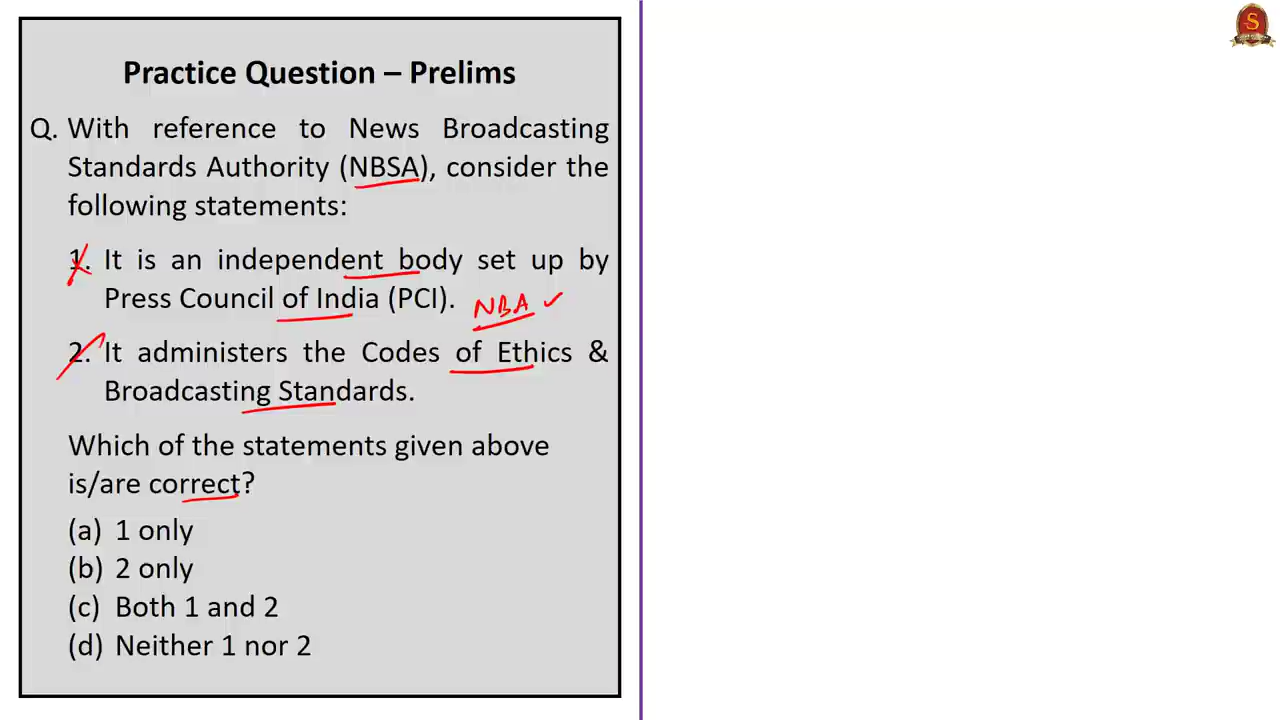 Practice Question – Prelims
Q. With reference to News Broadcasting
Standards Authority (NBSA), consider the
following statements:
1. It is an independent body set up by
Press Council of India (PCI).
NBA ✓
2. It administers the Codes of Ethics &
Broadcasting Standards.
Which of the statements given above
is/are correct?
(a) 1 only
(b) 2 only
(c) Both 1 and 2
(d) Neither 1 nor 2
S